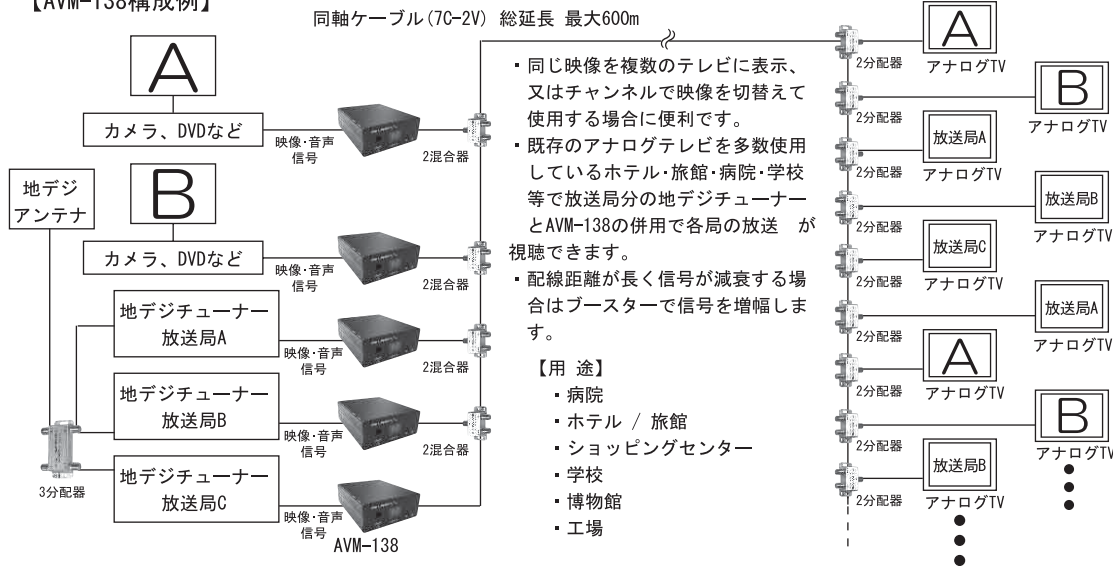 【AVM-138構成例】
同軸ケーブル(7C-2V) 総延長 最大600m
A
カメラ、DVDなど
映像・音声
信号
2混合器
地デジ
アンテナ
B
カメラ、DVDなど
映像・音声
信号
2混合器
地デジチューナー
放送局A
映像・音声
信号
2混合器
地デジチューナー
放送局B
映像・音声
信号
2混合器
3分配器
地デジチューナー
放送局C
映像・音声
信号
AVM-138
・同じ映像を複数のテレビに表示、
又はチャンネルで映像を切替えて
使用する場合に便利です。
・既存のアナログテレビを多数使用
しているホテル・旅館・病院・学校
等で放送局分の地デジチューナー
とAVM-138の併用で各局の放送 が
視聴できます。
・配線距離が長く信号が減衰する場
合はブースターで信号を増幅しま
す。
【用 途】
・病院
・ホテル / 旅館
・ショッピングセンター
・学校
・博物館
・工場
A
2分配器
アナログTV
B
2分配器
アナログTV
放送局A
2分配器
アナログTV
放送局B
2分配器
アナログTV
放送局C
2分配器
アナログTV
放送局A
2分配器
アナログTV
A
2分配器
アナログTV
B
2分配器
アナログTV
放送局B
2分配器
アナログTV